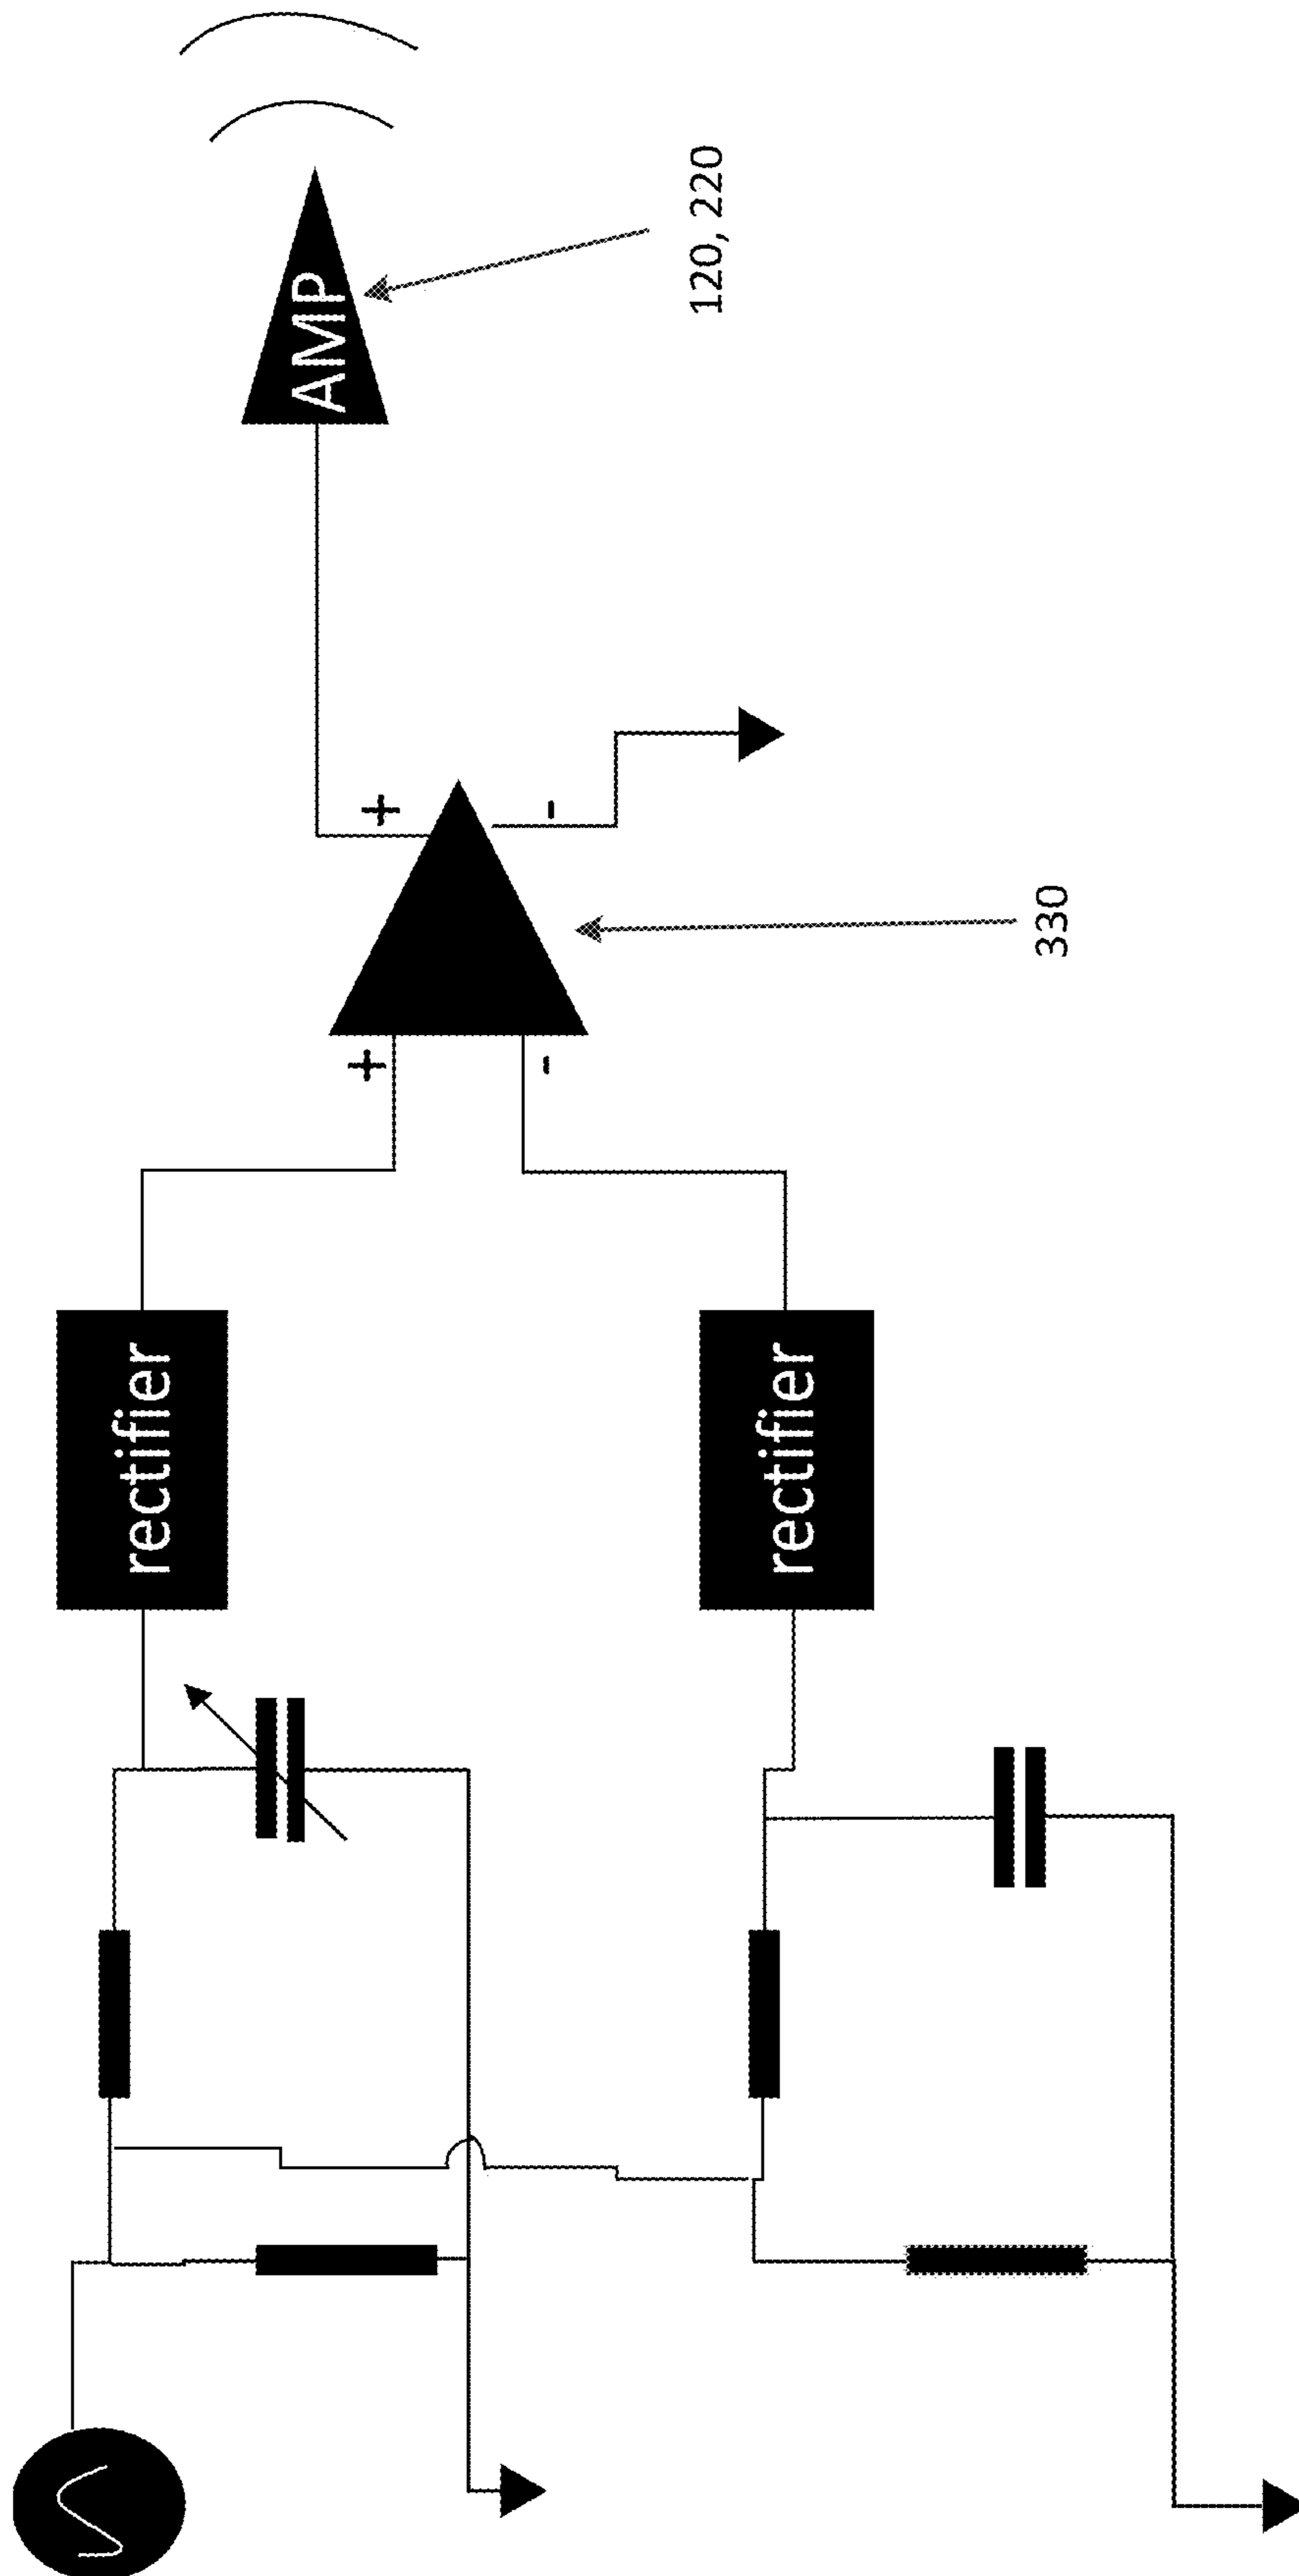 rectifier
+
+
AMP
120, 220
-
-
330
rectifier